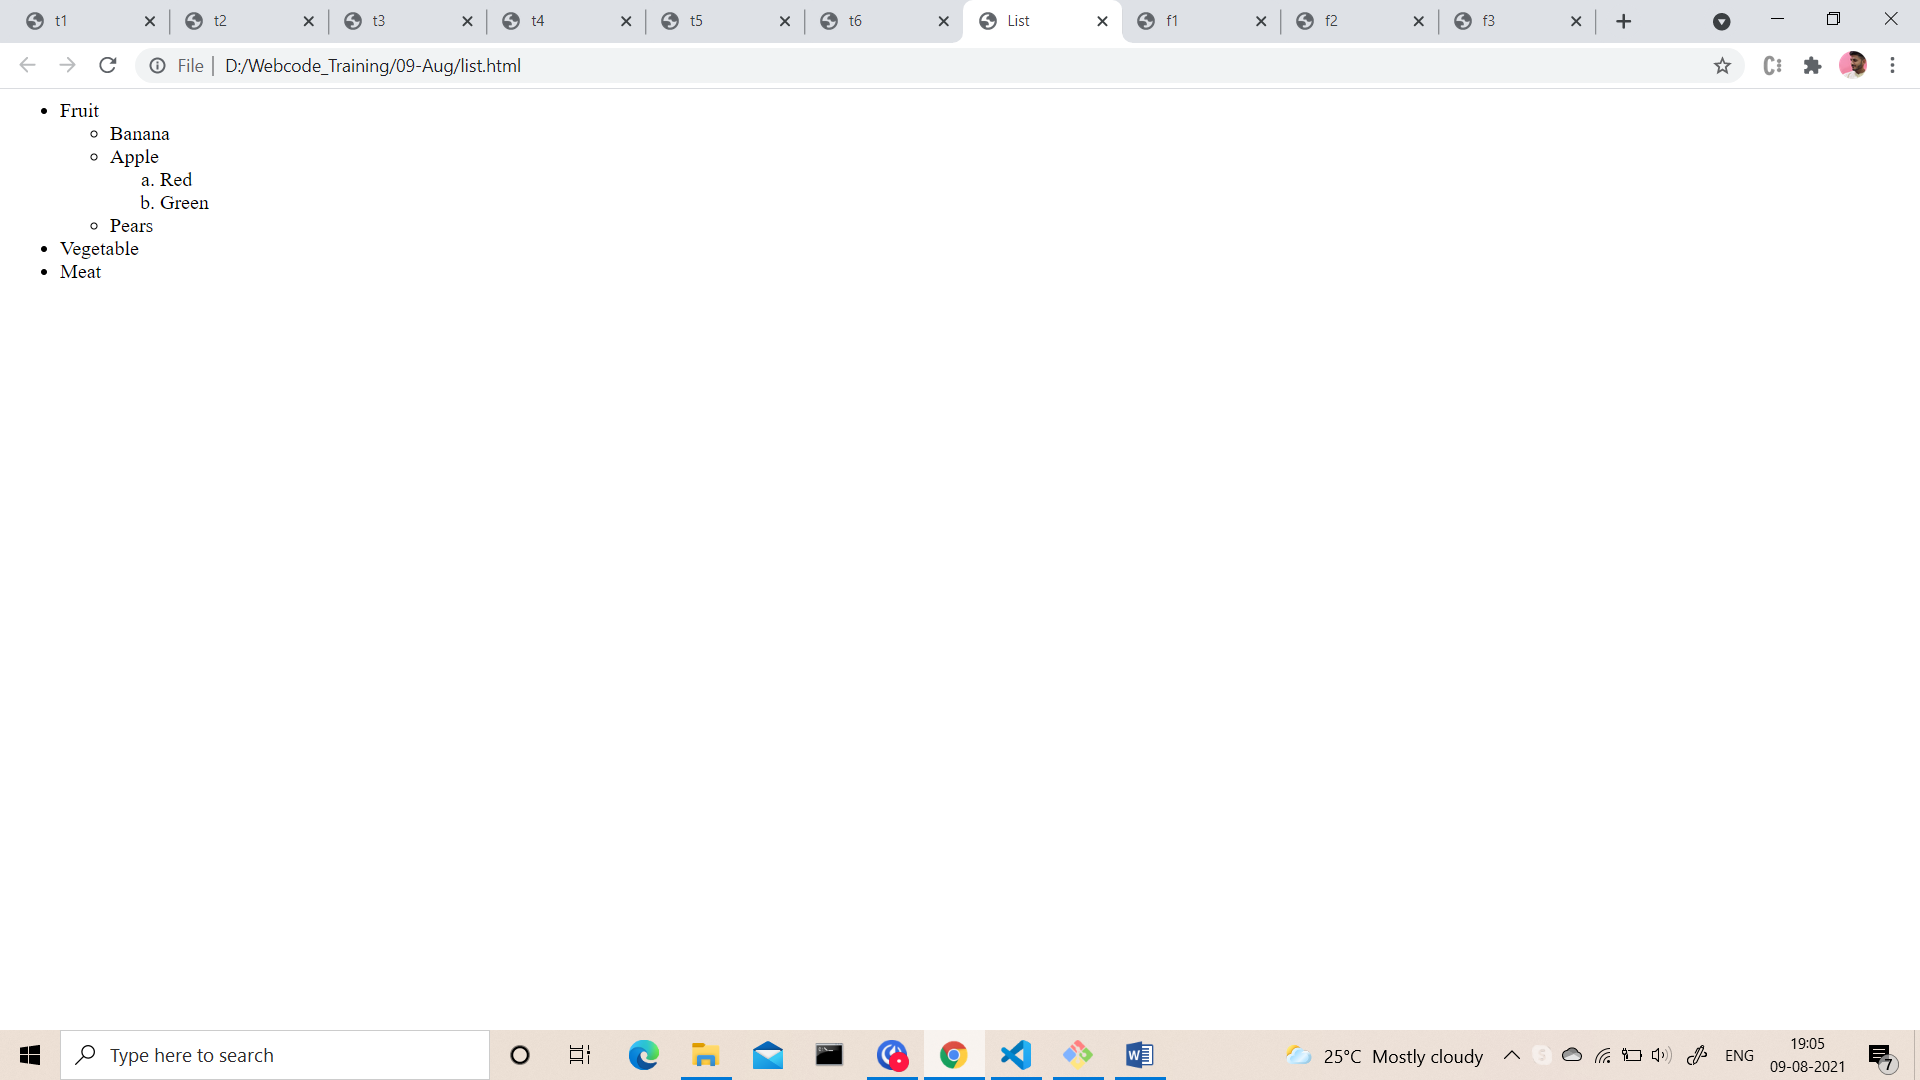 t1 t2 t3 t4 t5 t6 List f1 f2 f3
File D:/Webcode_Training/09-Aug/list.html
• Fruit
◦ Banana
◦ Apple
a. Red
b. Green
◦ Pears
• Vegetable
• Meat
Type here to search
25°C Mostly cloudy
ENG
19:05
09-08-2021
7